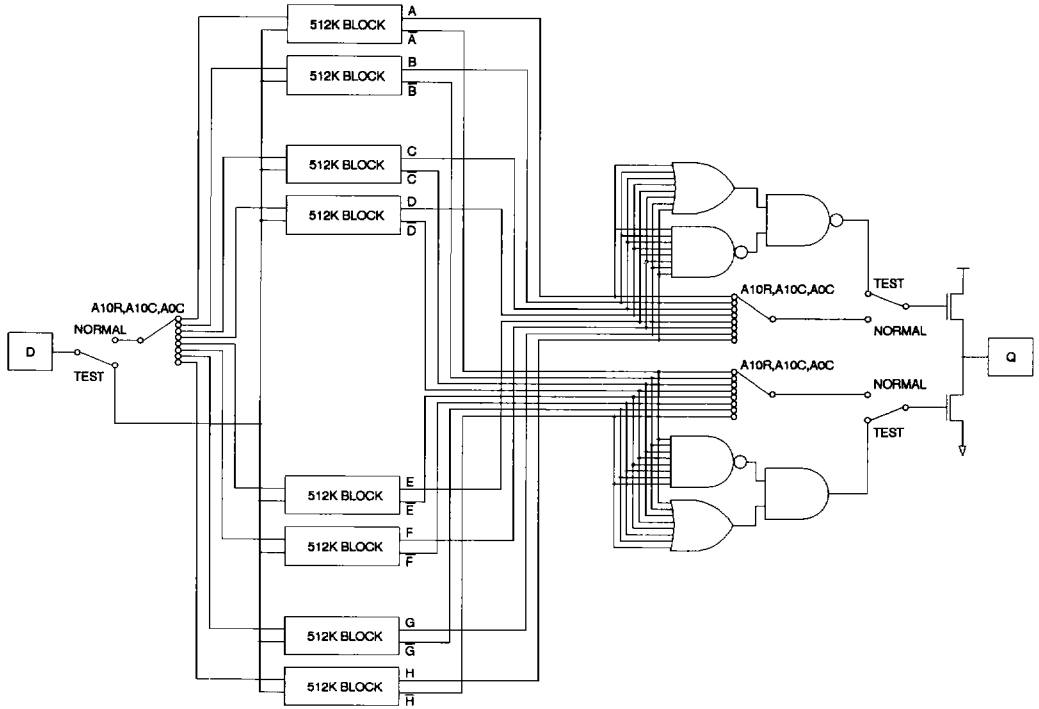 A
512K BLOCK
A̅
B
512K BLOCK
B̅
C
512K BLOCK
C̅
D
512K BLOCK
D̅
A10R,A10C,A0C
NORMAL
D
TEST
TEST
A10R,A10C,A0C
NORMAL
Q
A10R,A10C,A0C
NORMAL
TEST
E
512K BLOCK
E̅
F
512K BLOCK
F̅
G
512K BLOCK
G̅
H
512K BLOCK
H̅